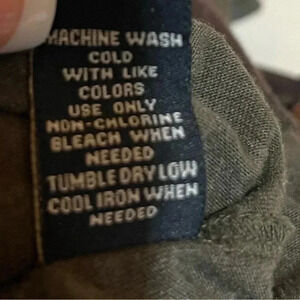 MACHINE WASH
COLD
WITH LIKE
COLORS
USE ONLY
NON-CHLORINE
BLEACH WHEN
NEEDED
TUMBLE DRY LOW
COOL IRON WHEN
NEEDED